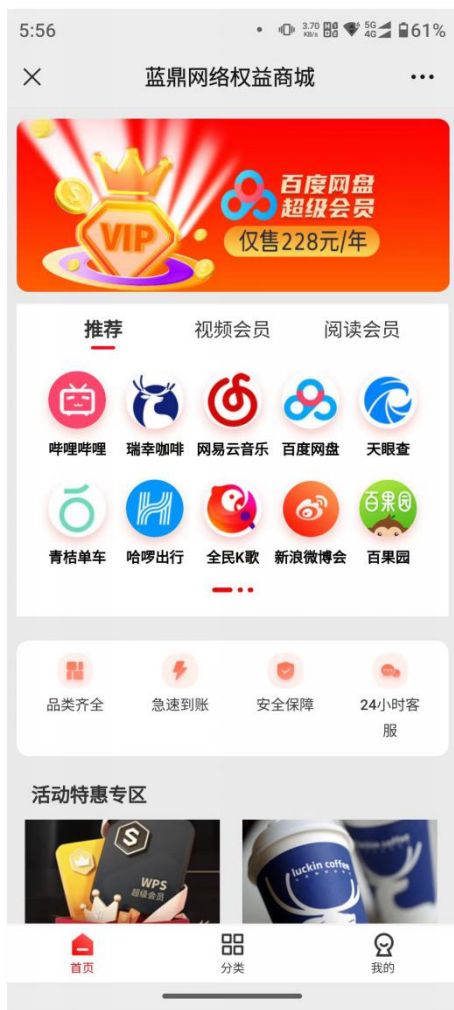 5:56
3.70
KB/s
HD
5G
4G
61%
蓝鼎网络权益商城
VIP
百度网盘
超级会员
仅售228元/年
推荐
视频会员
阅读会员
哔哩哔哩
瑞幸咖啡
网易云音乐
百度网盘
天眼查
百果园
青桔单车
哈啰出行
全民K歌
新浪微博会
百果园
品类齐全
急速到账
安全保障
24小时客
服
活动特惠专区
S
WPS
超级会员
luckin coffee
首页
分类
我的